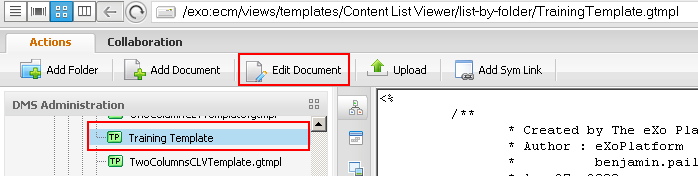 /exo:ecm/views/templates/Content List Viewer/list-by-folder/TrainingTemplate.gtmpl
Actions Collaboration
Add Folder Add Document Edit Document Upload Add Sym Link
DMS Administration
TP Training Template
TP TwoColumnsCLVTemplate.gtmpl
<%
/**
* Created by The eXo Pla
* Author : eXoPlatform
* benjamin.pail